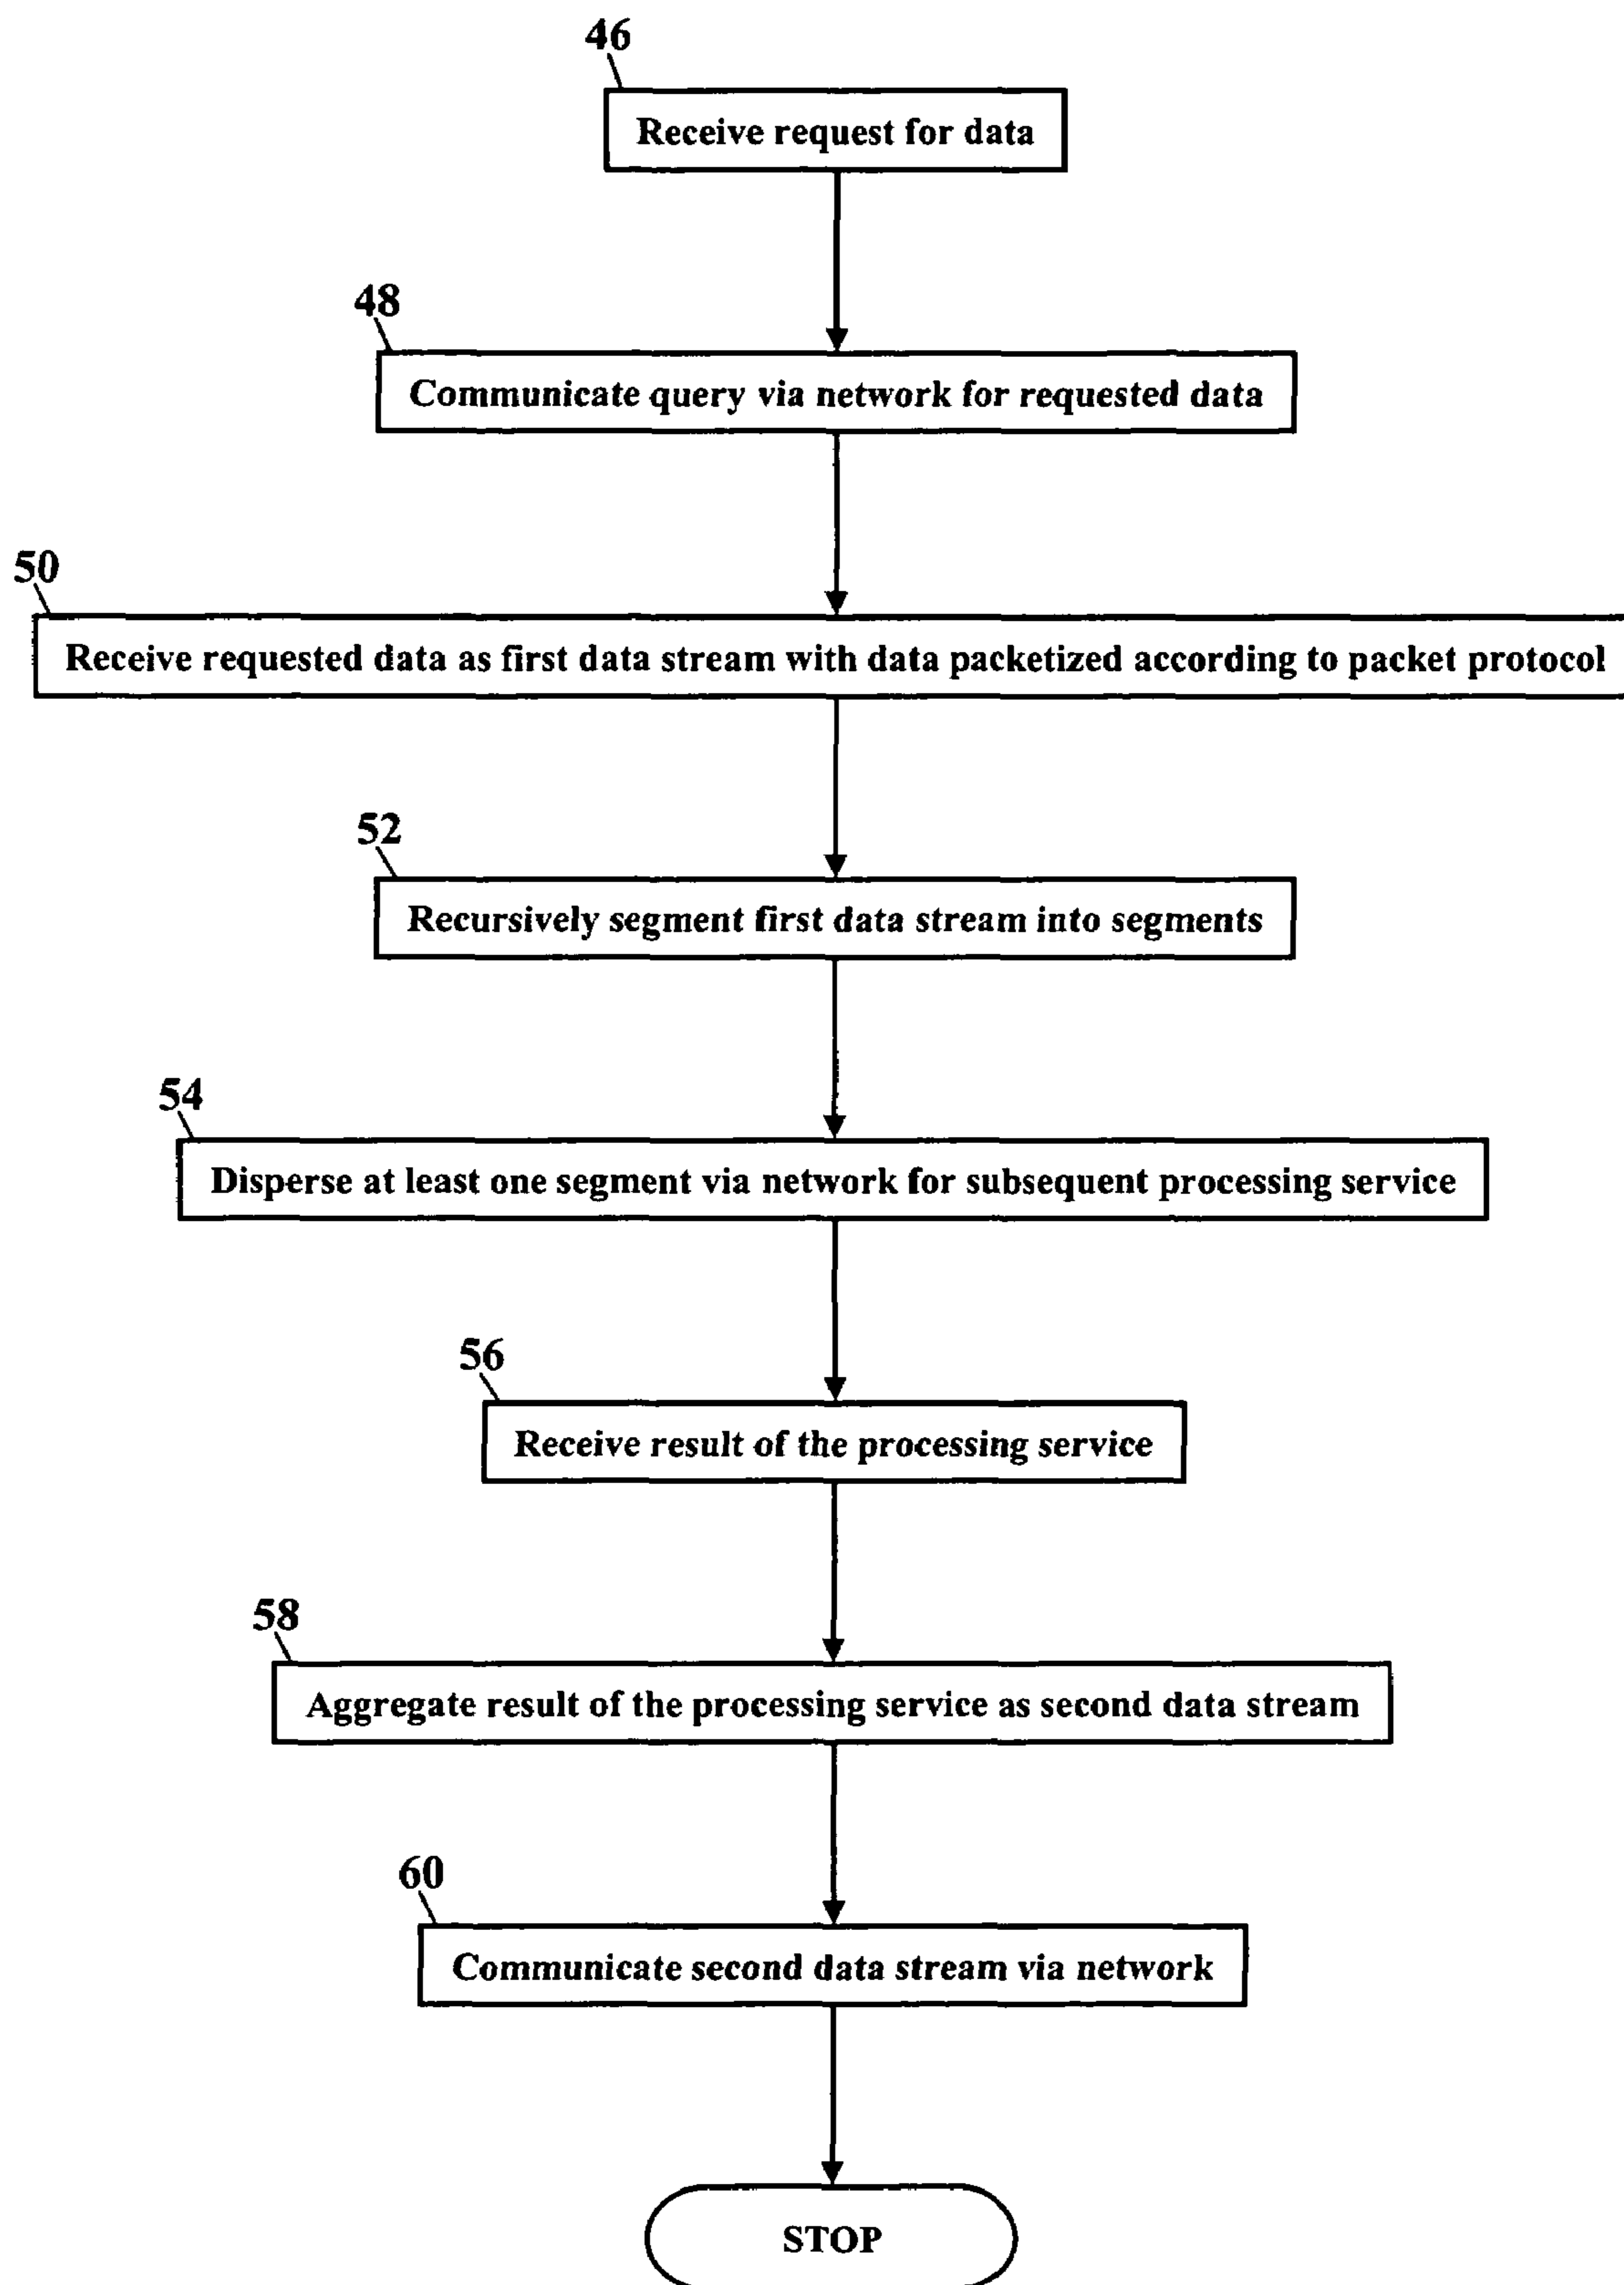 46
Receive request for data
48
Communicate query via network for requested data
50
Receive requested data as first data stream with data packetized according to packet protocol
52
Recursively segment first data stream into segments
54
Disperse at least one segment via network for subsequent processing service
56
Receive result of the processing service
58
Aggregate result of the processing service as second data stream
60
Communicate second data stream via network
STOP